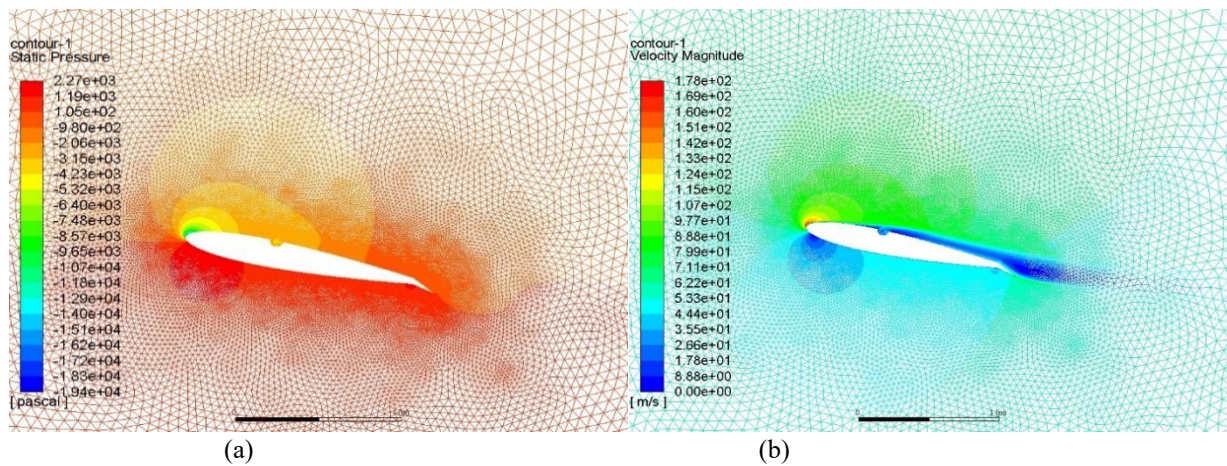 contour-1
Static Pressure
2.27e+03
1.19e+03
1.05e+02
-9.80e+02
-2.06e+03
-3.15e+03
-4.23e+03
-5.32e+03
-6.40e+03
-7.48e+03
-8.57e+03
-9.65e+03
-1.07e+04
-1.18e+04
-1.29e+04
-1.40e+04
-1.51e+04
-1.62e+04
-1.72e+04
-1.83e+04
-1.94e+04
[ pascal ]
contour-1
Velocity Magnitude
1.78e+02
1.69e+02
1.60e+02
1.51e+02
1.42e+02
1.33e+02
1.24e+02
1.15e+02
1.07e+02
9.77e+01
8.88e+01
7.99e+01
7.11e+01
6.22e+01
5.33e+01
4.44e+01
3.55e+01
2.66e+01
1.78e+01
8.88e+00
0.00e+00
[ m/s ]
0 1 (m)
(a) (b)